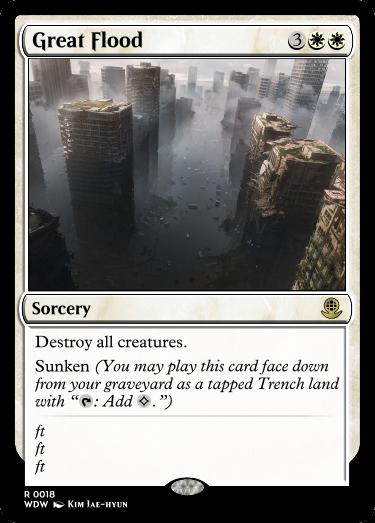 Great Flood 3
Sorcery
Destroy all creatures.
Sunken (You may play this card face down
from your graveyard as a tapped Trench land
with “: Add .”)
ft
ft
ft
R 0018
WDW Kim Jae-hyun